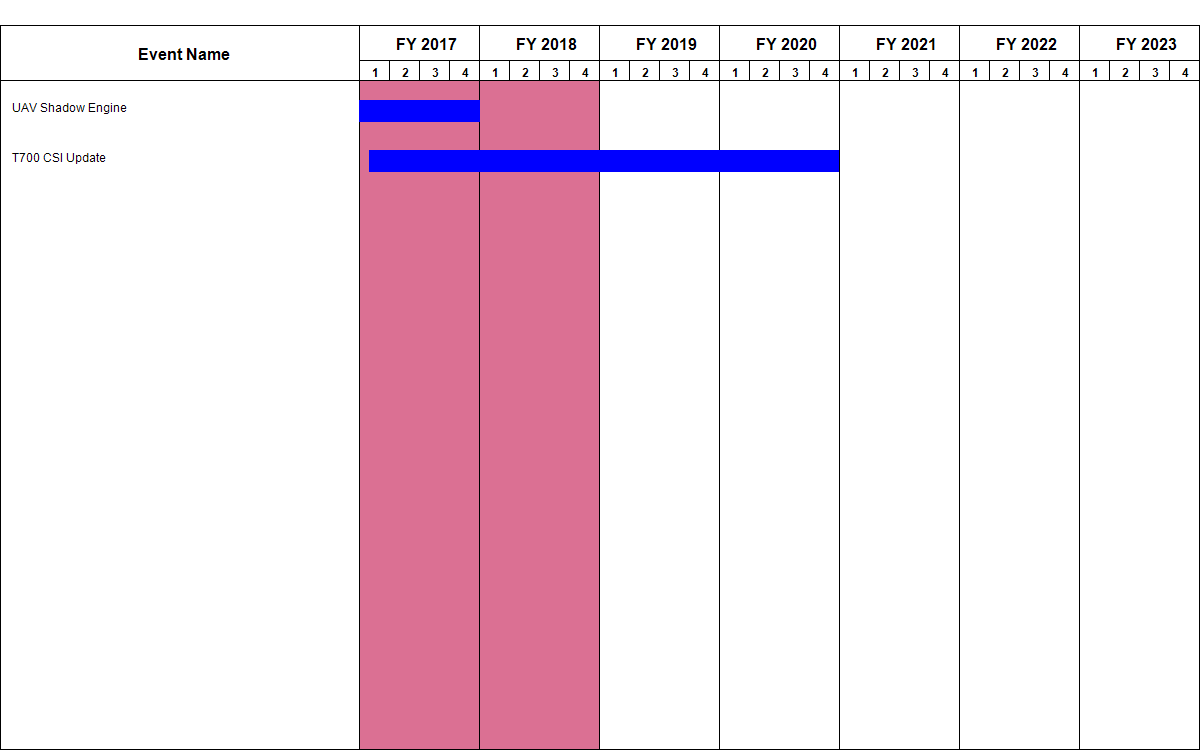 Event Name
FY 2017 FY 2018 FY 2019 FY 2020 FY 2021 FY 2022 FY 2023
1 2 3 4 1 2 3 4 1 2 3 4 1 2 3 4 1 2 3 4 1 2 3 4 1 2 3 4
UAV Shadow Engine
T700 CSI Update